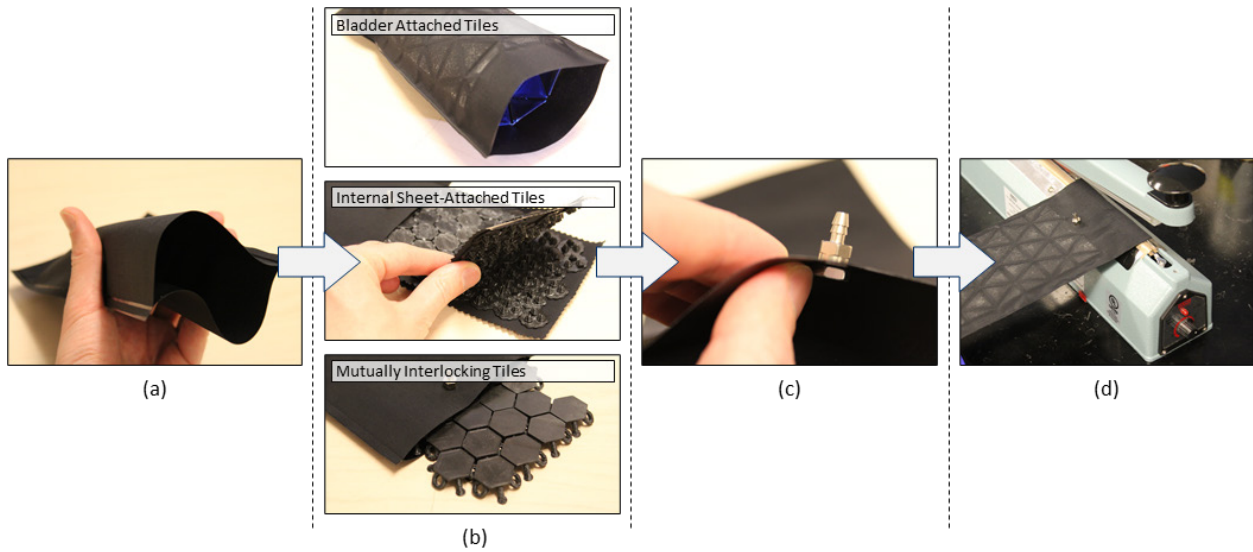 Bladder Attached Tiles
Internal Sheet-Attached Tiles
Mutually Interlocking Tiles
(a)
(b)
(c)
(d)